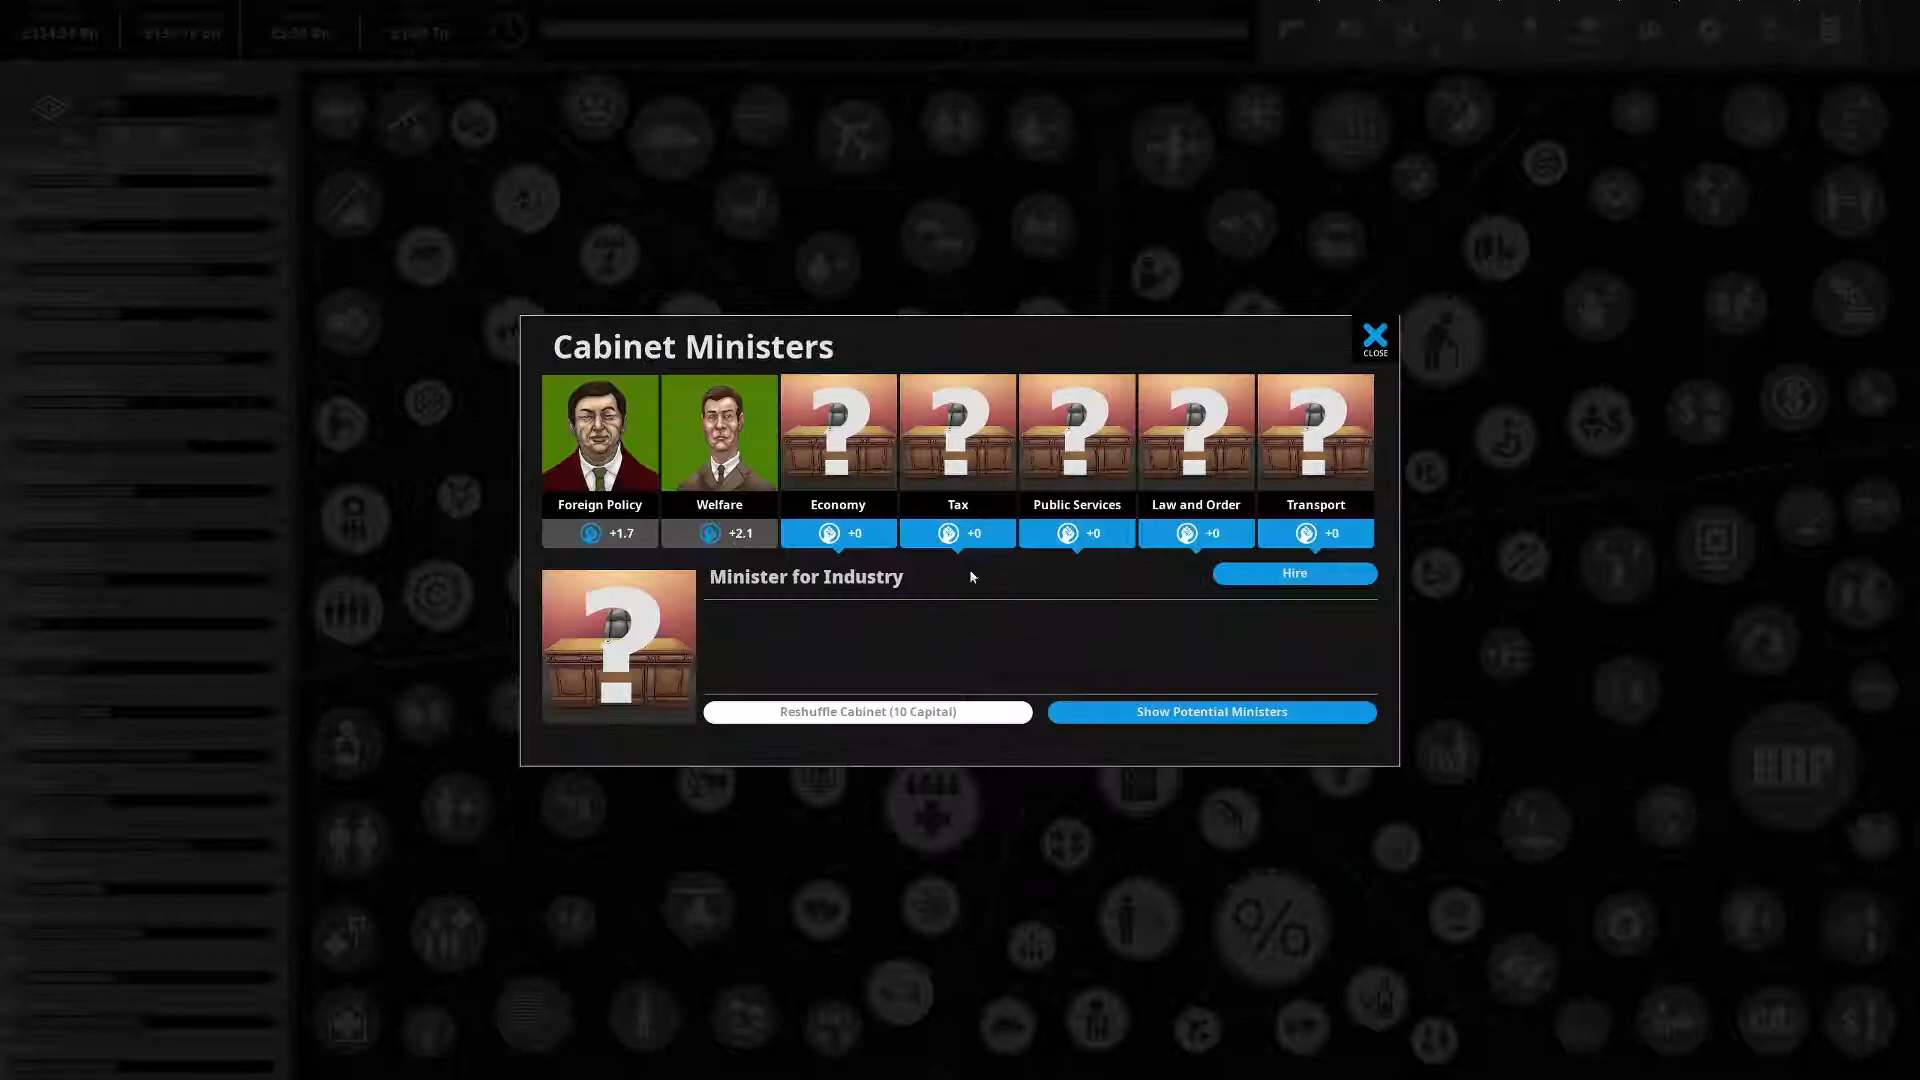 Cabinet Ministers
CLOSE
Foreign Policy
Welfare
Economy
Tax
Public Services
Law and Order
Transport
+1.7
+2.1
+0
+0
+0
+0
+0
Minister for Industry
Hire
Reshuffle Cabinet (10 Capital)
Show Potential Ministers